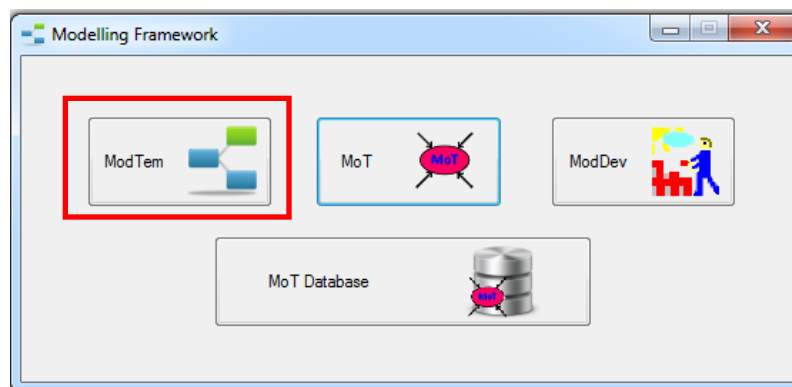 Modelling Framework
ModTem
MoT
MoT
ModDev
MoT Database
MoT